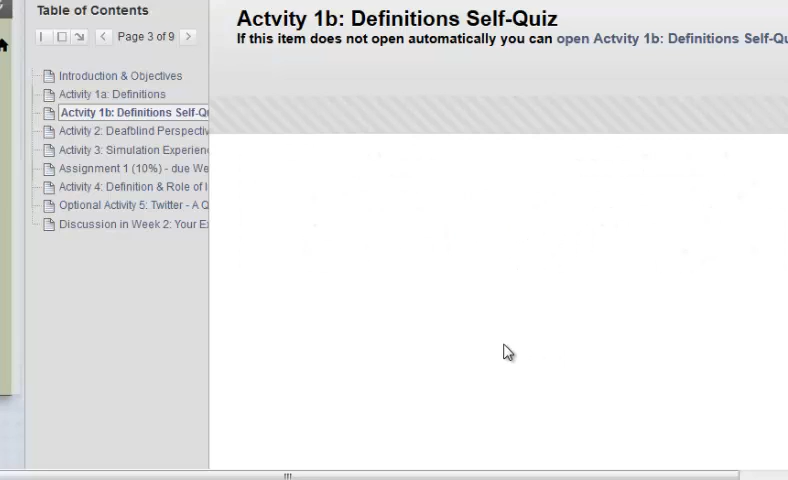 Table of Contents
Page 3 of 9
Introduction & Objectives
Activity 1a: Definitions
Actvity 1b: Definitions Self-Qu
Activity 2: Deafblind Perspectiv
Activity 3: Simulation Experien
Assignment 1 (10%) - due We
Activity 4: Definition & Role of I
Optional Activity 5: Twitter - A Q
Discussion in Week 2: Your Ex
Actvity 1b: Definitions Self-Quiz
If this item does not open automatically you can open Actvity 1b: Definitions Self-Qu